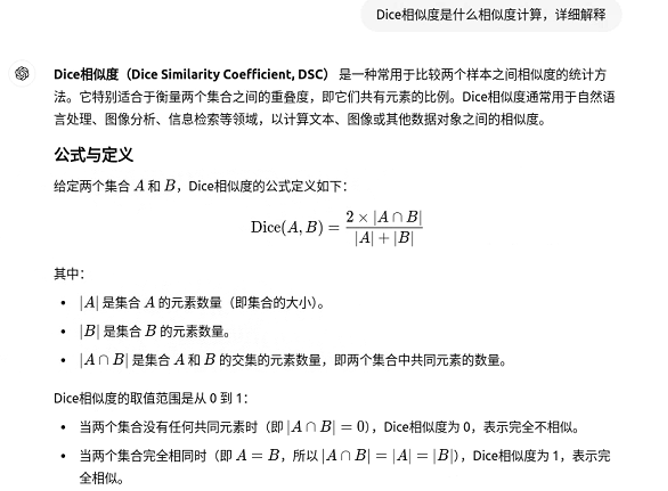 Dice相似度是什么相似度计算，详细解释
Dice相似度（Dice Similarity Coefficient, DSC） 是一种常用于比较两个样本之间相似度的统计方
法。它特别适合于衡量两个集合之间的重叠度，即它们共有元素的比例。Dice相似度通常用于自然语
言处理、图像分析、信息检索等领域，以计算文本、图像或其他数据对象之间的相似度。
公式与定义
给定两个集合 A 和 B，Dice相似度的公式定义如下：
Dice(A, B) = \frac{2 × |A ∩ B|}{|A| + |B|}
其中：
• |A| 是集合 A 的元素数量（即集合的大小）。
• |B| 是集合 B 的元素数量。
• |A ∩ B| 是集合 A 和 B 的交集的元素数量，即两个集合中共同元素的数量。
Dice相似度的取值范围是从 0 到 1：
• 当两个集合没有任何共同元素时（即 |A ∩ B| = 0），Dice相似度为 0，表示完全不相似。
• 当两个集合完全相同时（即 A = B，所以 |A ∩ B| = |A| = |B|），Dice相似度为 1，表示完
全相似。